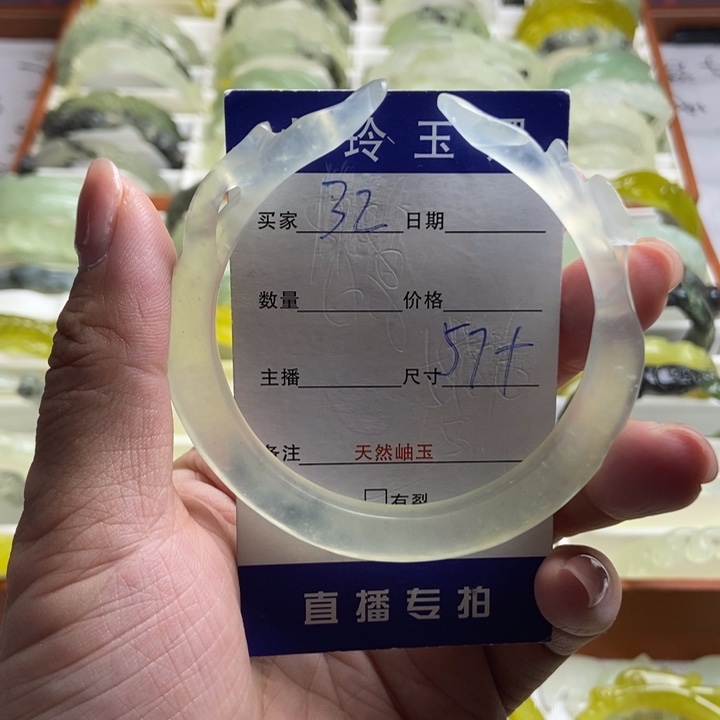 玲玉
买家 32 日期
数量 价格
主播 尺寸 57+
备注 天然岫玉
□有裂
直播专拍